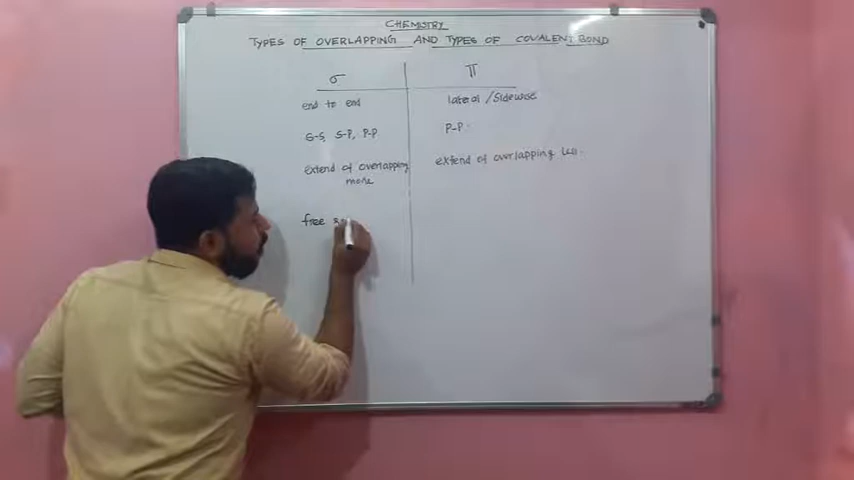 CHEMISTRY
TYPES OF OVERLAPPING AND TYPES OF COVALENT BOND
σ
π
end to end
lateral / Sidewise
S-S, S-P, P-P
P-P.
extend of overlapping
more
extend of overlapping less.
free